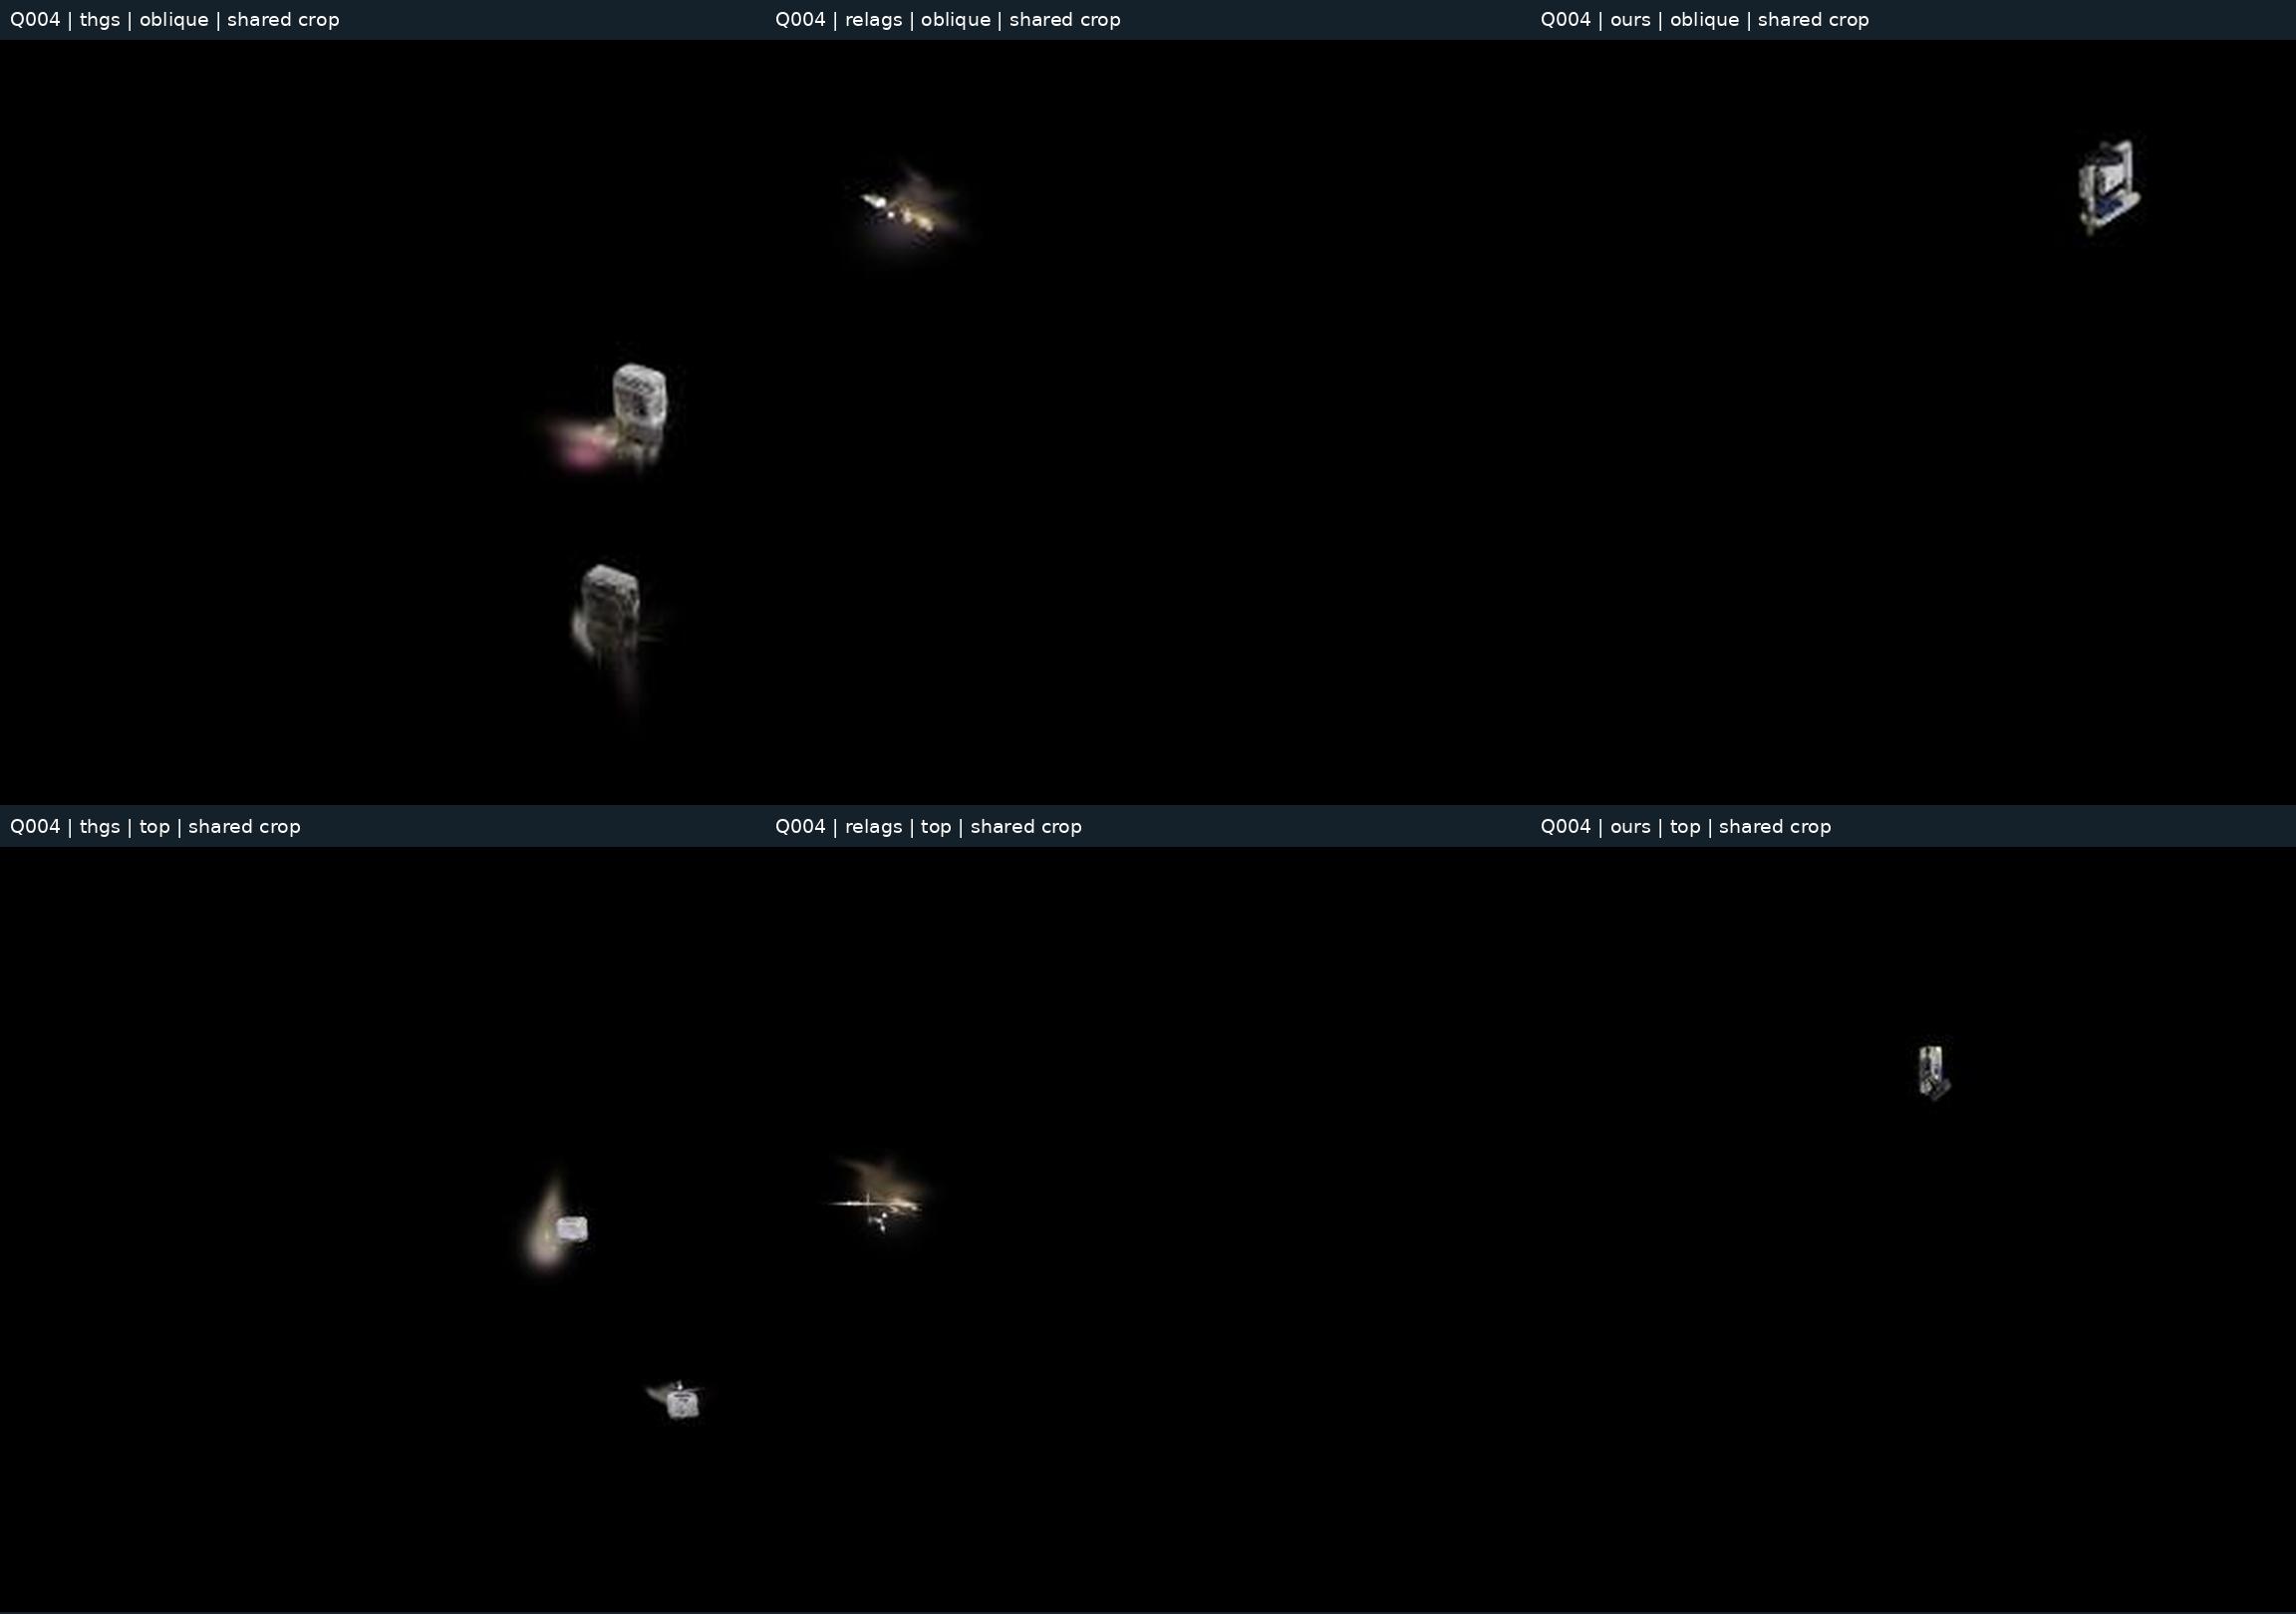 Q004 | thgs | oblique | shared crop
Q004 | relags | oblique | shared crop
Q004 | ours | oblique | shared crop
Q004 | thgs | top | shared crop
Q004 | relags | top | shared crop
Q004 | ours | top | shared crop